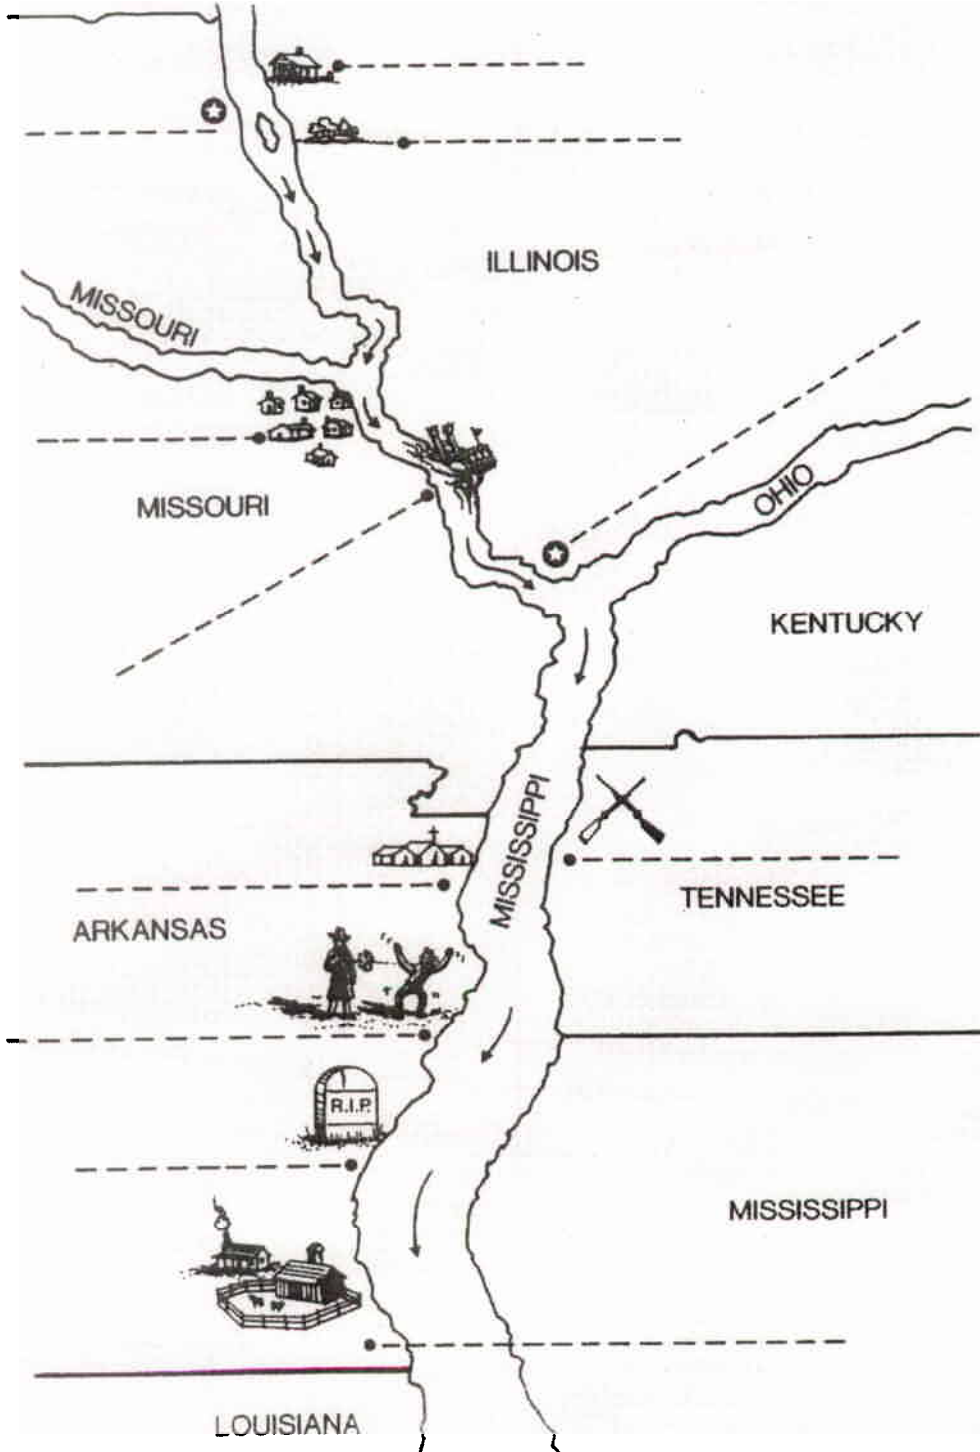 ILLINOIS
MISSOURI
MISSOURI
OHIO
KENTUCKY
MISSISSIPPI
TENNESSEE
ARKANSAS
R.I.P.
MISSISSIPPI
LOUISIANA